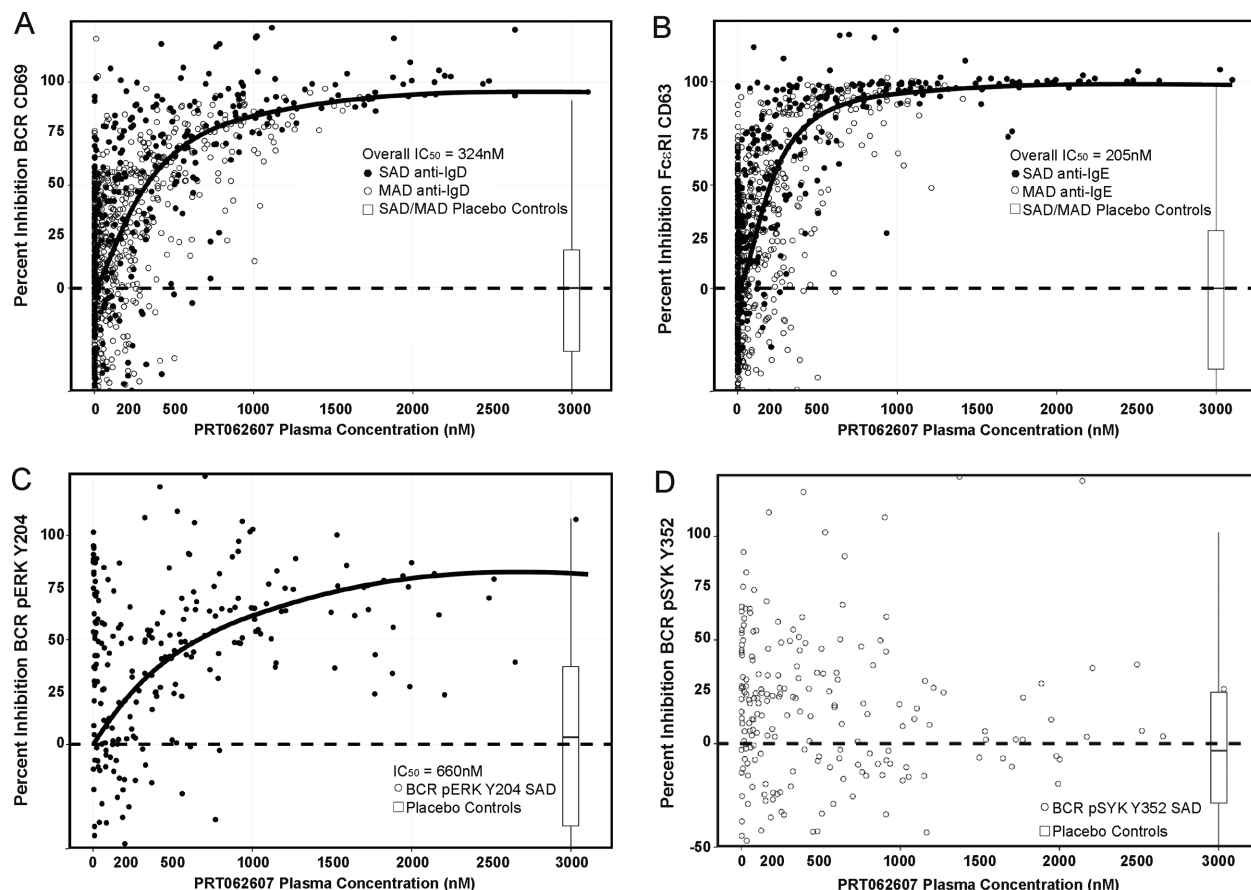 A
Percent Inhibition BCR CD69
100
75
50
25
0
Overall IC50 = 324nM
SAD anti-IgD
MAD anti-IgD
SAD/MAD Placebo Controls
0 200 500 1000 1500 2000 2500 3000
PRT062607 Plasma Concentration (nM)
B
Percent Inhibition FcεRI CD63
100
75
50
25
0
Overall IC50 = 205nM
SAD anti-IgE
MAD anti-IgE
SAD/MAD Placebo Controls
0 200 500 1000 1500 2000 2500 3000
PRT062607 Plasma Concentration (nM)
C
Percent Inhibition BCR pERK Y204
100
75
50
25
0
IC50 = 660nM
BCR pERK Y204 SAD
Placebo Controls
0 200 500 1000 1500 2000 2500 3000
PRT062607 Plasma Concentration (nM)
D
Percent Inhibition BCR pSYK Y352
100
50
25
0
-50
BCR pSYK Y352 SAD
Placebo Controls
0 200 500 1000 1500 2000 2500 3000
PRT062607 Plasma Concentration (nM)